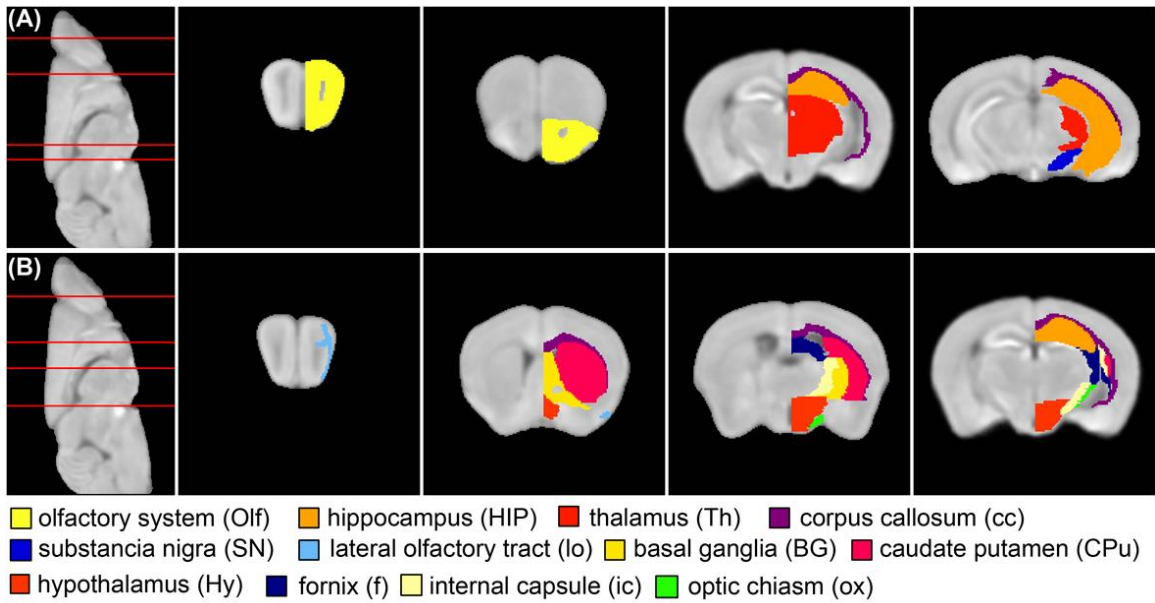 (A)
(B)
olfactory system (Olf) hippocampus (HIP) thalamus (Th) corpus callosum (cc)
substancia nigra (SN) lateral olfactory tract (lo) basal ganglia (BG) caudate putamen (CPu)
hypothalamus (Hy) fornix (f) internal capsule (ic) optic chiasm (ox)